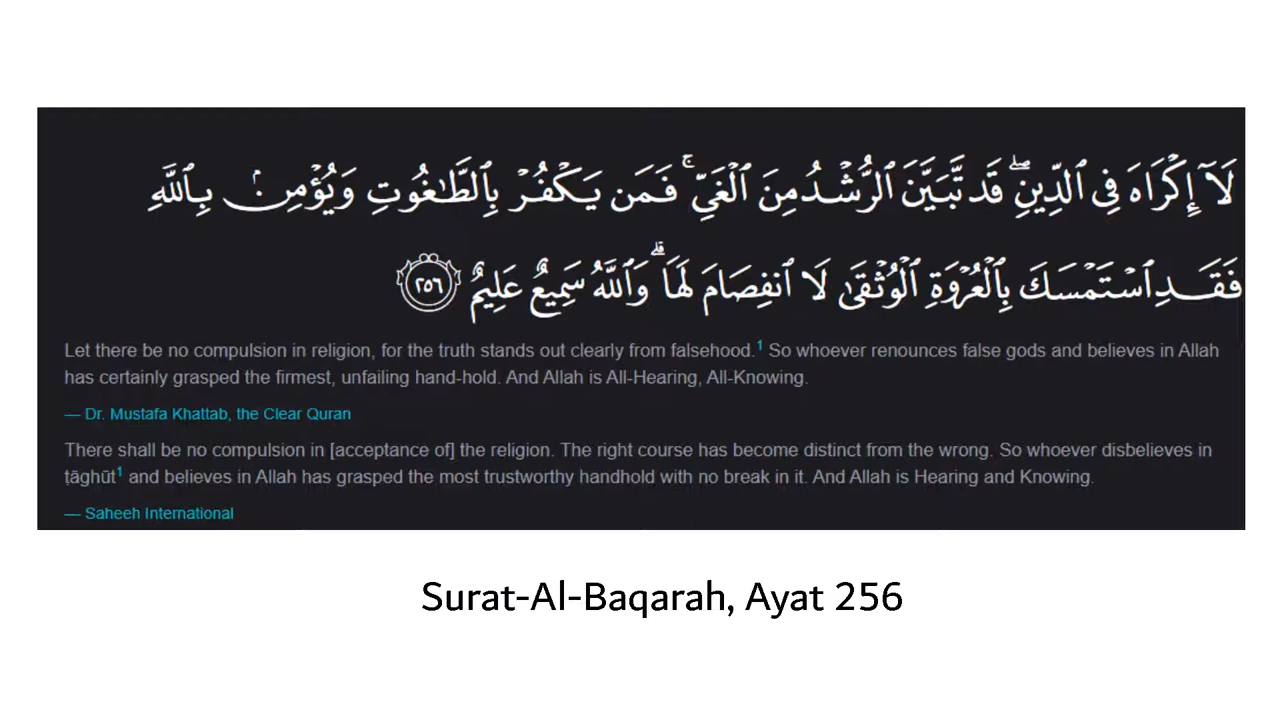 لَآ إِكْرَاهَ فِى ٱلدِّينِ ۖ قَد تَّبَيَّنَ ٱلرُّشْدُ مِنَ ٱلْغَىِّ ۚ فَمَن يَكْفُرْ بِٱلطَّـٰغُوتِ وَيُؤْمِنۢ بِٱللَّهِ
فَقَدِ ٱسْتَمْسَكَ بِٱلْعُرْوَةِ ٱلْوُثْقَىٰ لَا ٱنفِصَامَ لَهَا ۗ وَٱللَّهُ سَمِيعٌ عَلِيمٌ ٢٥٦
Let there be no compulsion in religion, for the truth stands out clearly from falsehood.1 So whoever renounces false gods and believes in Allah
has certainly grasped the firmest, unfailing hand-hold. And Allah is All-Hearing, All-Knowing.
— Dr. Mustafa Khattab, the Clear Quran
There shall be no compulsion in [acceptance of] the religion. The right course has become distinct from the wrong. So whoever disbelieves in
ṭāghūt1 and believes in Allah has grasped the most trustworthy handhold with no break in it. And Allah is Hearing and Knowing.
— Saheeh International
Surat-Al-Baqarah, Ayat 256